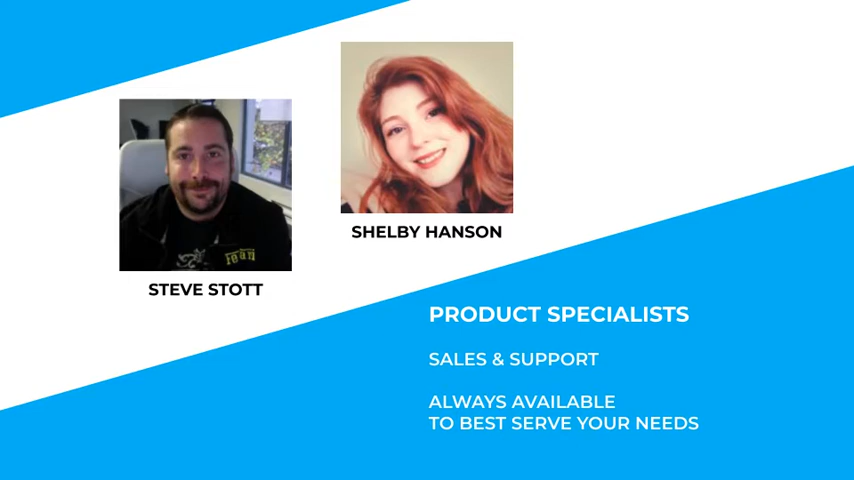 STEVE STOTT
SHELBY HANSON
PRODUCT SPECIALISTS
SALES & SUPPORT
ALWAYS AVAILABLE
TO BEST SERVE YOUR NEEDS